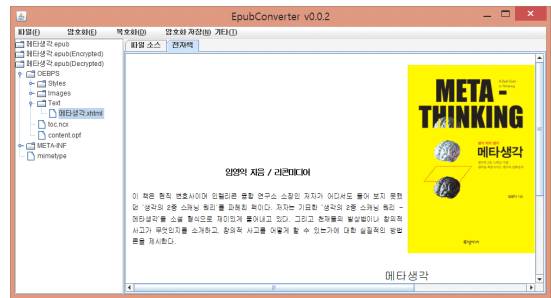 EpubConverter v0.0.2
파일(F) 암호화(E) 복호화(D) 암호화 저장(N) 기타(T)
메타생각.epub
메타생각.epub(Encrypted)
메타생각.epub(Decrypted)
OEBPS
Styles
Images
Text
메타생각.xhtml
toc.ncx
content.opf
META-INF
mimetype
파일 소스 전자책
META-
THINKING
메타생각
임영익 지음 / 리콘미디어
이 책은 현직 변호사이며 인텔리콘 융합 연구소 소장인 저자가 어디서도 들어 보지 못했
던 '생각의 2중 스캐닝 원리'를 파헤친 책이다. 저자는 기묘한 '생각의 2중 스캐닝 원리 -
메타생각'을 소설 형식으로 재미있게 풀어내고 있다. 그리고 천재들의 발상법이나 창의적
사고가 무엇인지를 소개하고, 창의적 사고를 어떻게 할 수 있는가에 대한 실질적인 방법
론을 제시한다.
메타생각